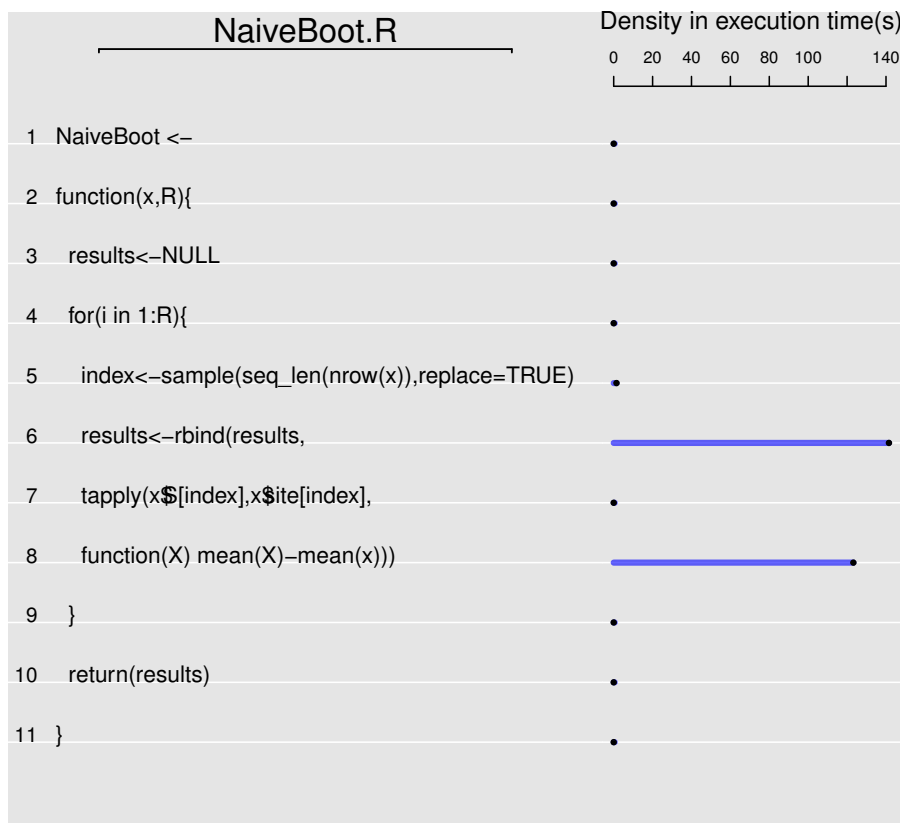 NaiveBoot.R
Density in execution time(s)
0 20 40 60 80 100 140
1 NaiveBoot <−
2 function(x,R){
3 results<−NULL
4 for(i in 1:R){
5 index<−sample(seq_len(nrow(x)),replace=TRUE)
6 results<−rbind(results,
7 tapply(x$S[index],x$site[index],
8 function(X) mean(X)−mean(x)))
9 }
10 return(results)
11 }